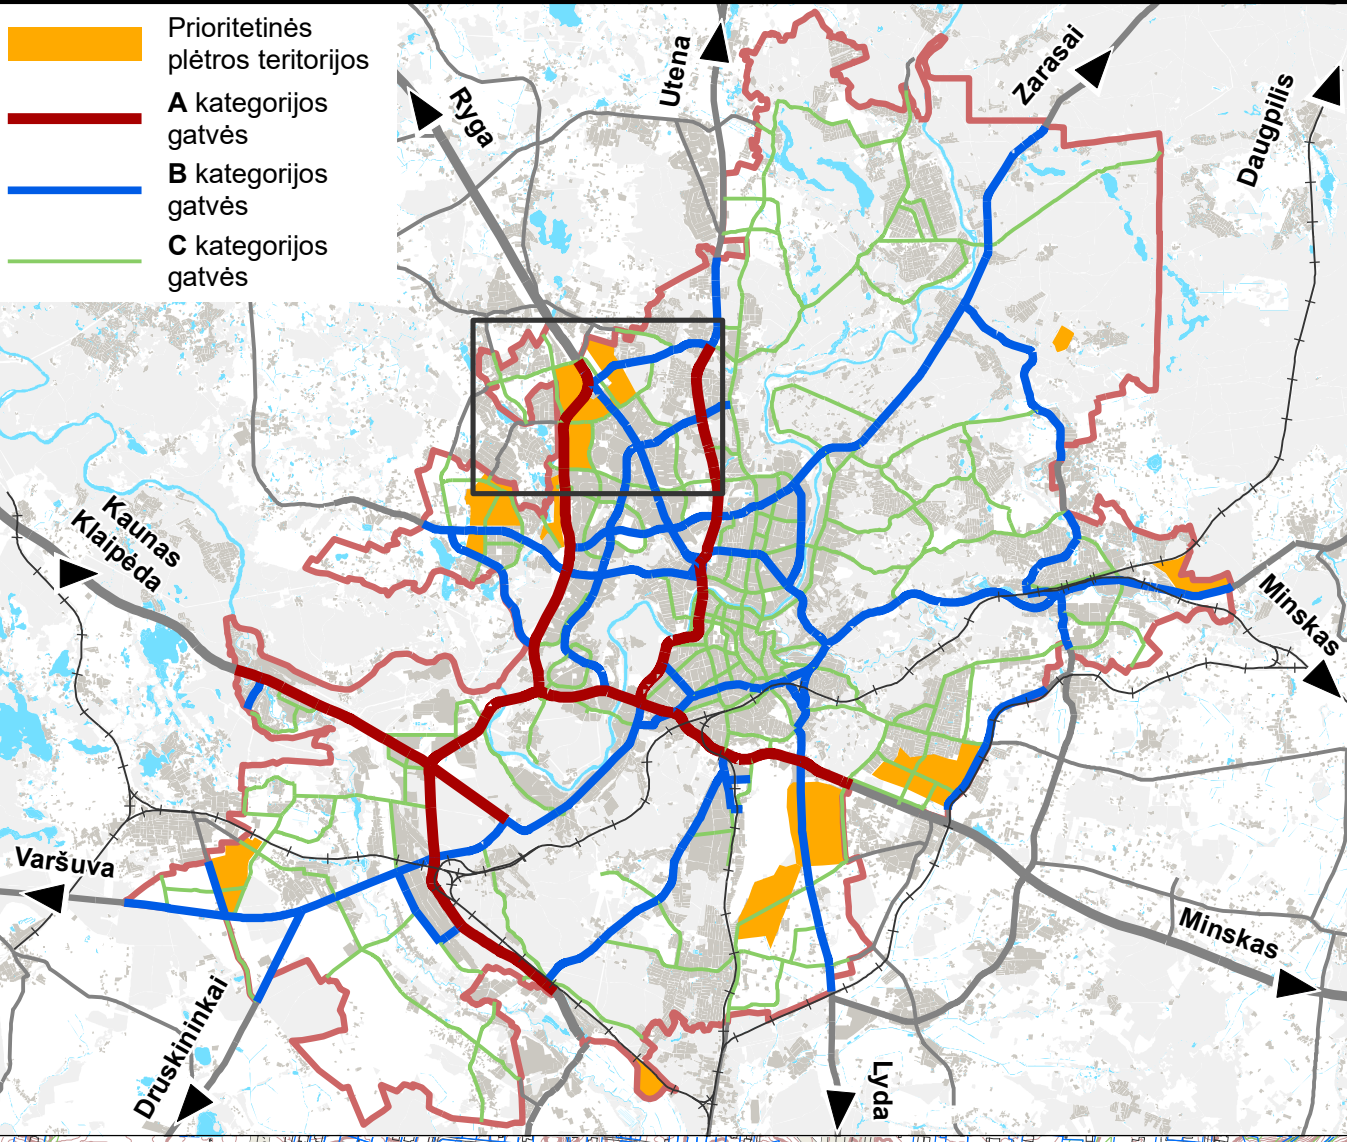 Prioritetinės
plėtros teritorijos
A kategorijos
gatvės
B kategorijos
gatvės
C kategorijos
gatvės
Ryga
Utena
Zarasai
Daugpilis
Kaunas
Klaipėda
Minskas
Varšuva
Minskas
Druskininkai
Lyda